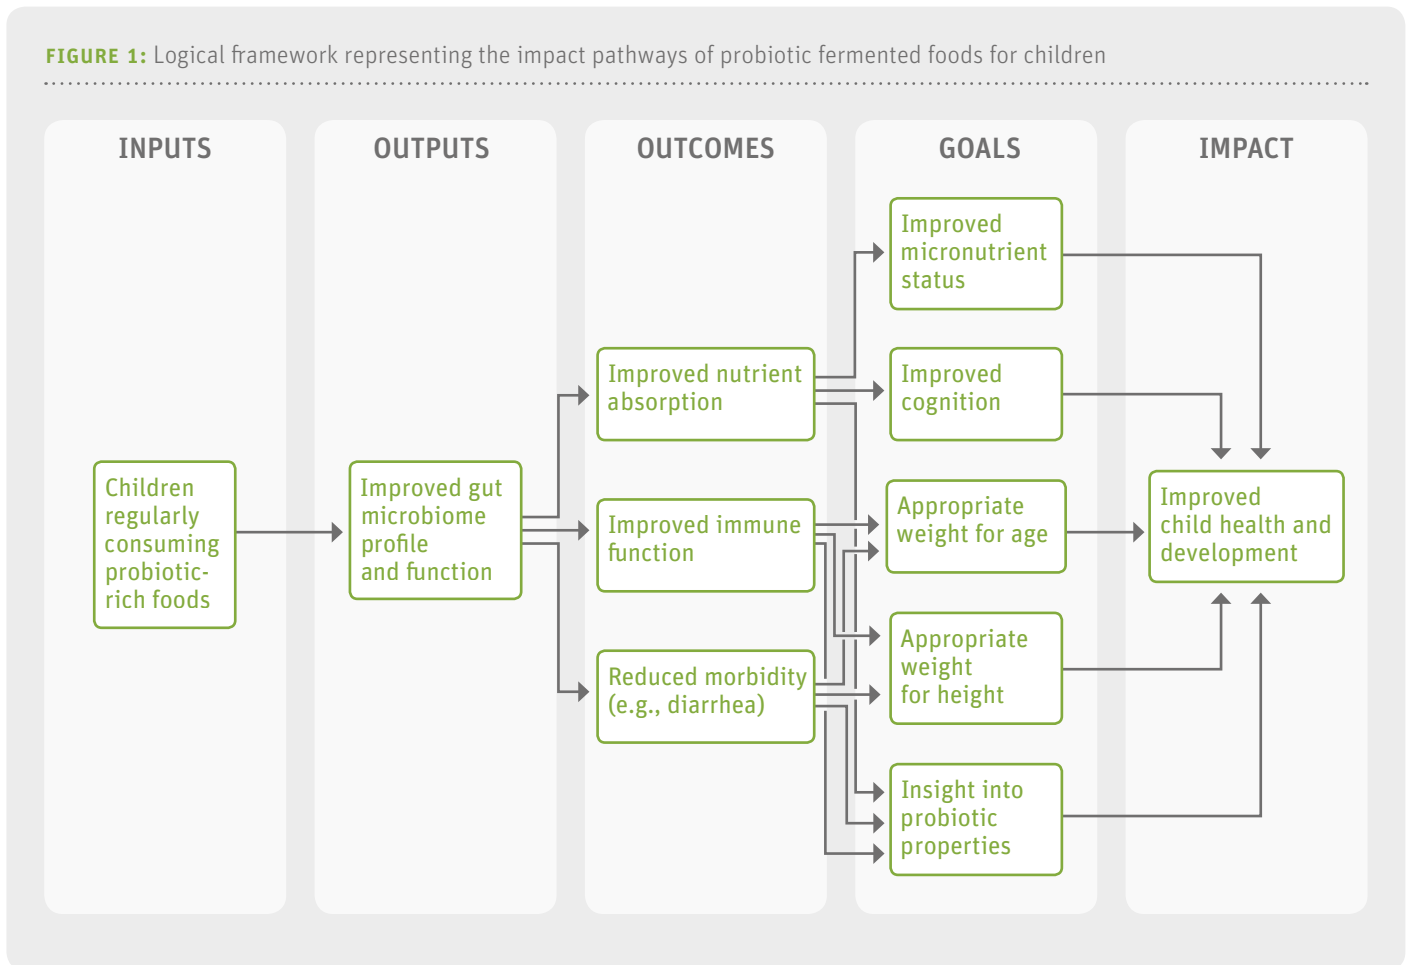 FIGURE 1: Logical framework representing the impact pathways of probiotic fermented foods for children
INPUTS
OUTPUTS
OUTCOMES
GOALS
IMPACT
Children
regularly
consuming
probiotic-
rich foods
Improved gut
microbiome
profile
and function
Improved nutrient
absorption
Improved immune
function
Reduced morbidity
(e.g., diarrhea)
Improved
micronutrient
status
Improved
cognition
Appropriate
weight for age
Appropriate
weight
for height
Insight into
probiotic
properties
Improved
child health and
development